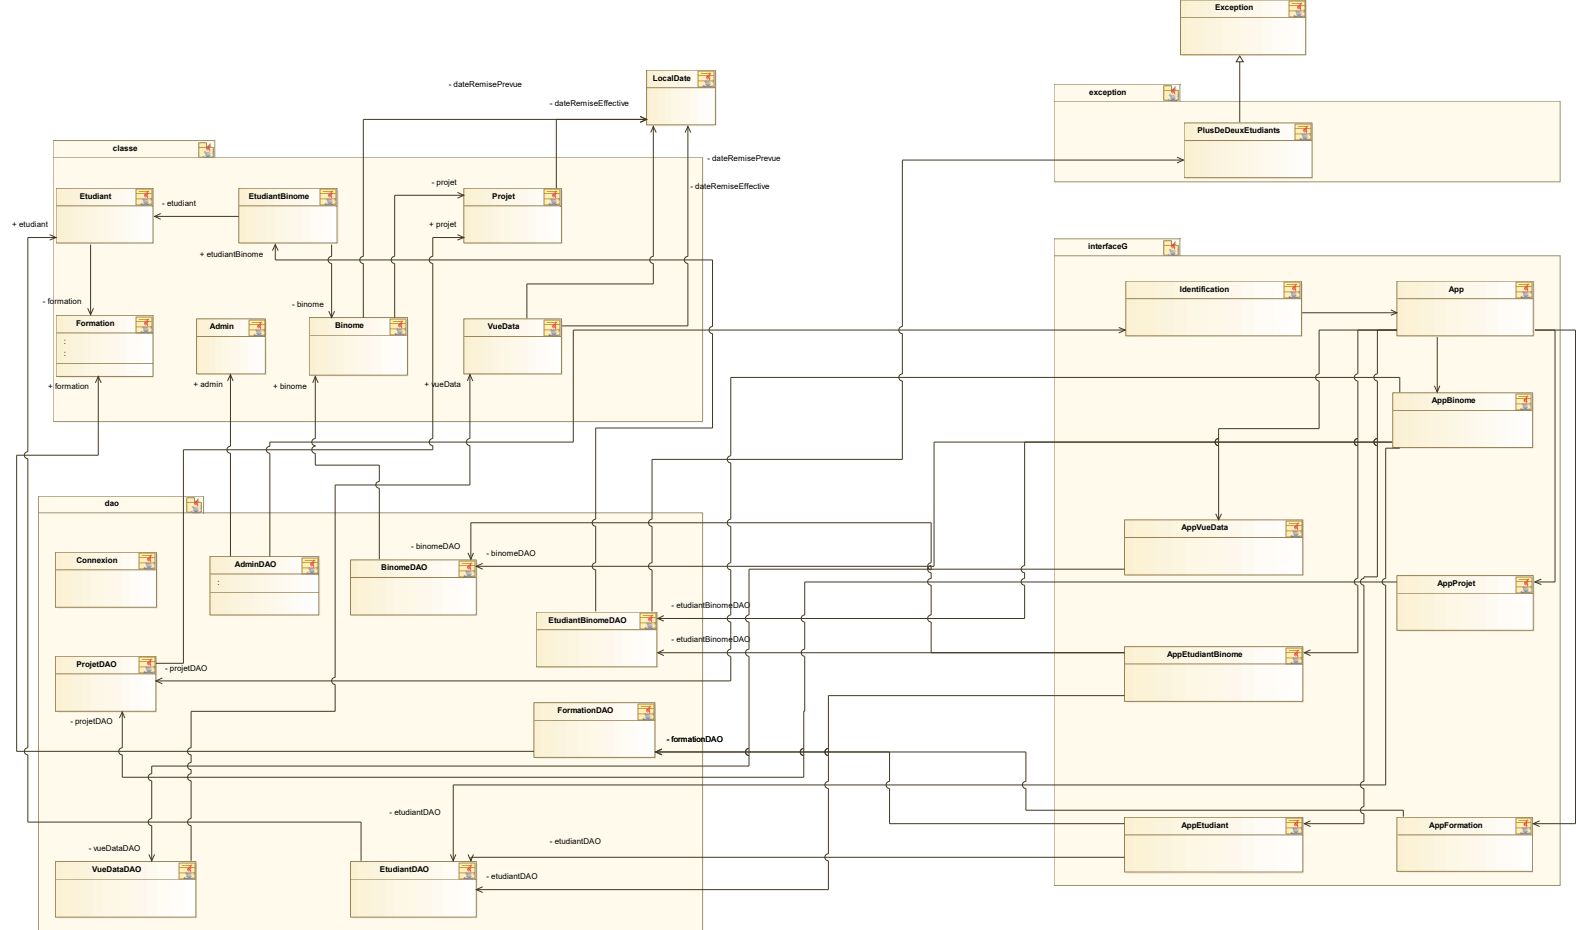 Exception
LocalDate
- dateRemisePrevue
exception
- dateRemiseEffective
PlusDeDeuxEtudiants
classe
- dateRemisePrevue
- dateRemiseEffective
- projet
Etudiant
EtudiantBinome
Projet
- etudiant
+ etudiant
+ projet
interfaceG
+ etudiantBinome
Identification
App
- formation
- binome
Formation
Admin
Binome
VueData
:
:
+ formation
+ admin
+ binome
+ vueData
AppBinome
dao
AppVueData
- binomeDAO
- binomeDAO
Connexion
AdminDAO
BinomeDAO
:
AppProjet
- etudiantBinomeDAO
EtudiantBinomeDAO
- etudiantBinomeDAO
AppEtudiantBinome
ProjetDAO
- projetDAO
FormationDAO
- projetDAO
- formationDAO
- etudiantDAO
AppEtudiant
AppFormation
- etudiantDAO
- vueDataDAO
VueDataDAO
EtudiantDAO
- etudiantDAO